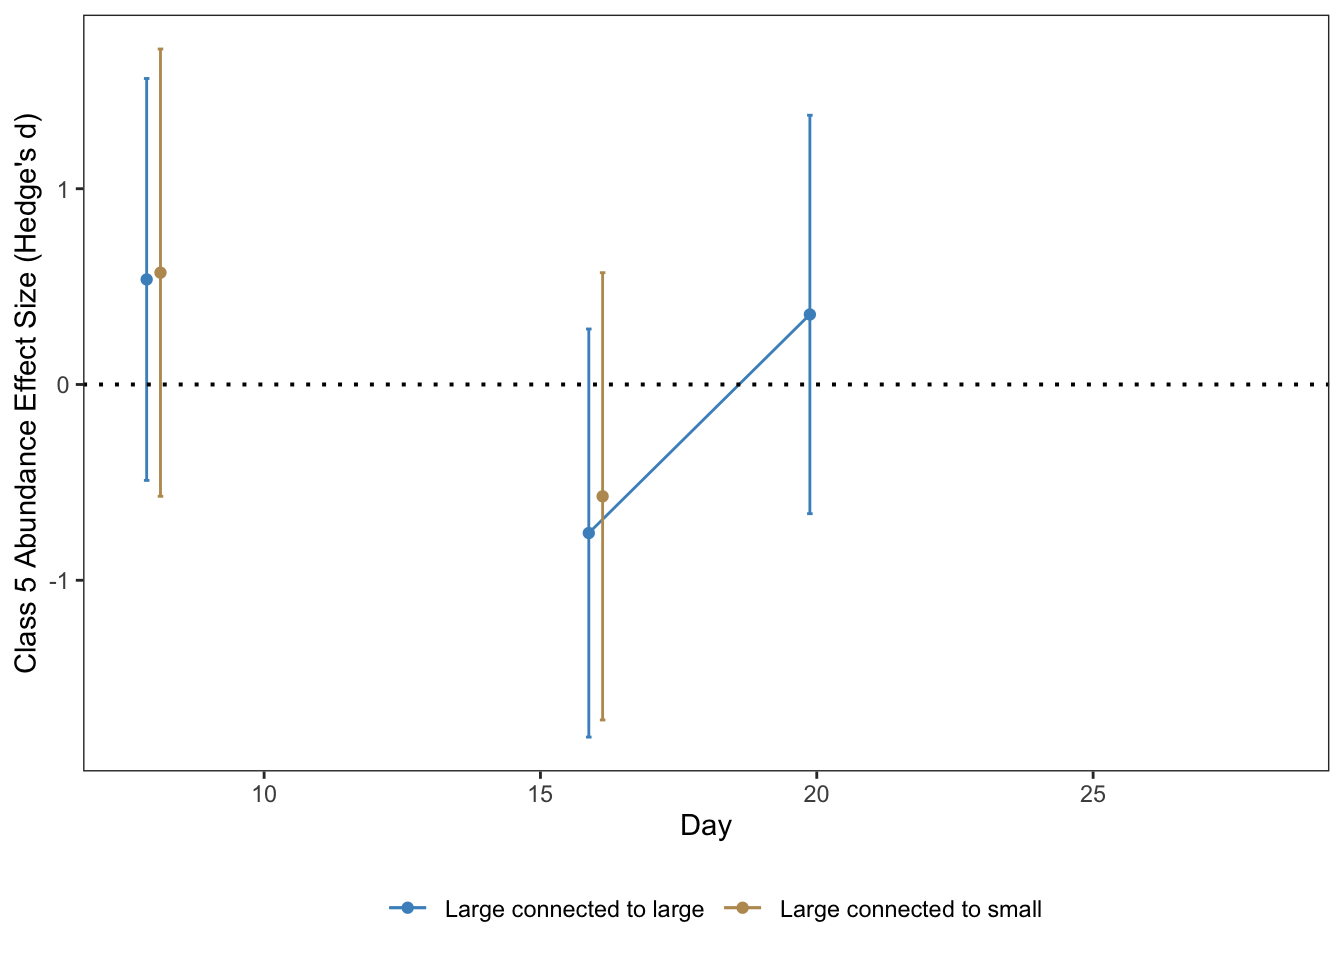 Class 5 Abundance Effect Size (Hedge's d)
1
0
-1
10 15 20 25
Day
Large connected to large Large connected to small